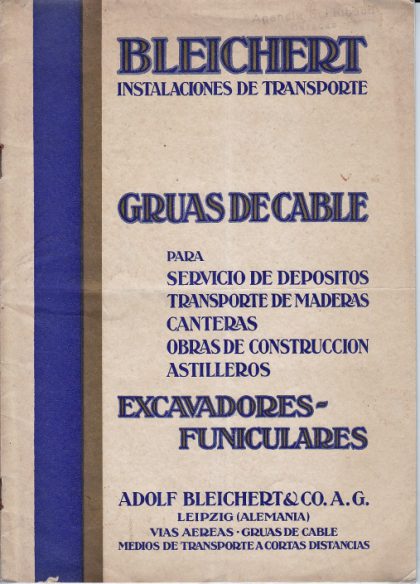 BLEICHERT
INSTALACIONES DE TRANSPORTE
GRUAS DE CABLE
PARA
SERVICIO DE DEPOSITOS
TRANSPORTE DE MADERAS
CANTERAS
OBRAS DE CONSTRUCCION
ASTILLEROS
EXCAVADORES-
FUNICULARES
ADOLF BLEICHERT & CO. A.G.
LEIPZIG (ALEMANIA)
VIAS AEREAS · GRUAS DE CABLE
MEDIOS DE TRANSPORTE A CORTAS DISTANCIAS